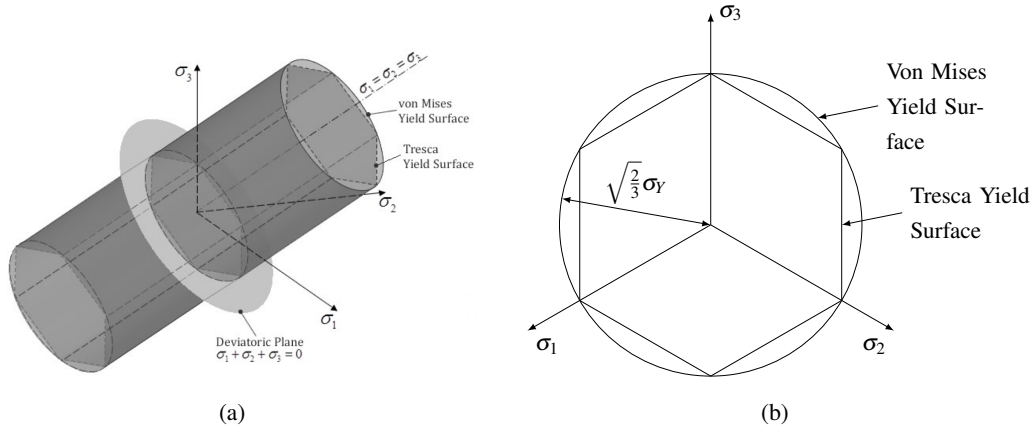 σ₃
σ₁ = σ₂ = σ₃
von Mises
Yield Surface
Tresca
Yield Surface
σ₂
σ₁
Deviatoric Plane
σ₁+σ₂+σ₃=0
(a)
σ₃
Von Mises
Yield Sur-
face
√(2/3) σ_Y
Tresca Yield
Surface
σ₁
σ₂
(b)